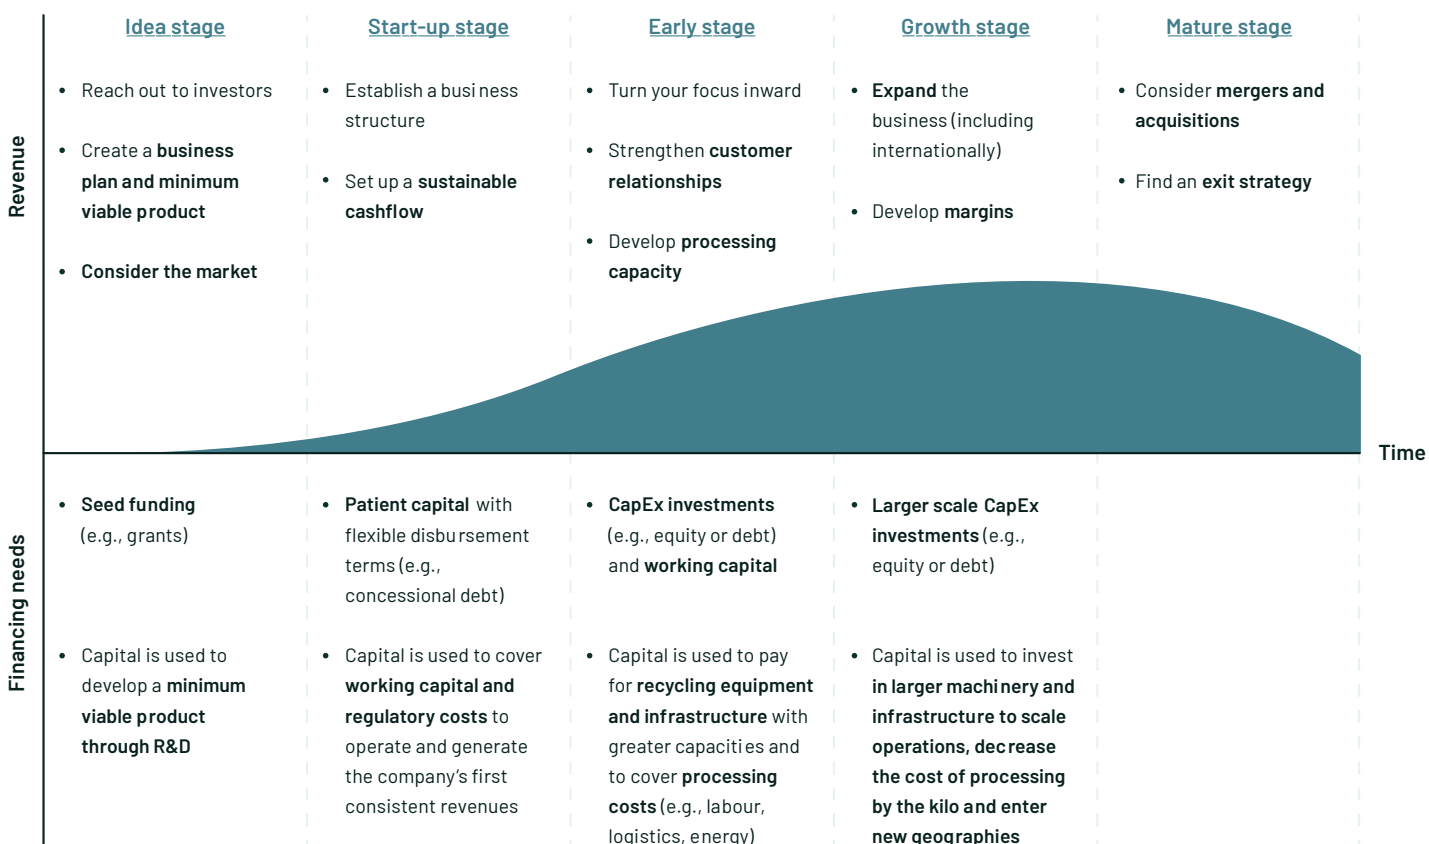 Idea stage
Start-up stage
Early stage
Growth stage
Mature stage
Revenue
• Reach out to investors
• Create a business
plan and minimum
viable product
• Consider the market
• Establish a business
structure
• Set up a sustainable
cashflow
• Turn your focus inward
• Strengthen customer
relationships
• Develop processing
capacity
• Expand the
business (including
internationally)
• Develop margins
• Consider mergers and
acquisitions
• Find an exit strategy
Time
Financing needs
• Seed funding
(e.g., grants)
• Capital is used to
develop a minimum
viable product
through R&D
• Patient capital with
flexible disbursement
terms (e.g.,
concessional debt)
• Capital is used to cover
working capital and
regulatory costs to
operate and generate
the company's first
consistent revenues
• CapEx investments
(e.g., equity or debt)
and working capital
• Capital is used to pay
for recycling equipment
and infrastructure with
greater capacities and
to cover processing
costs (e.g., labour,
logistics, energy)
• Larger scale CapEx
investments (e.g.,
equity or debt)
• Capital is used to invest
in larger machinery and
infrastructure to scale
operations, decrease
the cost of processing
by the kilo and enter
new geographies